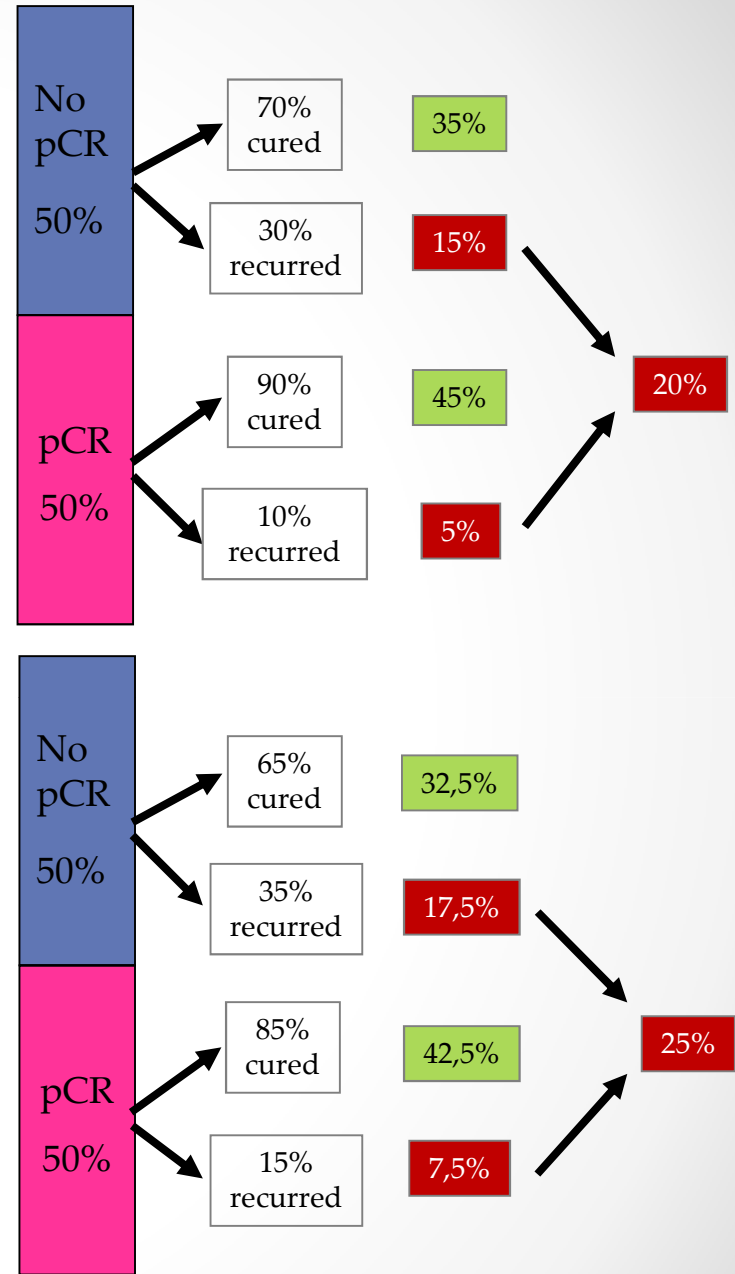 No
pCR
50%
70%
cured
35%
30%
recurred
15%
pCR
50%
90%
cured
45%
20%
10%
recurred
5%
No
pCR
50%
65%
cured
32,5%
35%
recurred
17,5%
pCR
50%
85%
cured
42,5%
25%
15%
recurred
7,5%